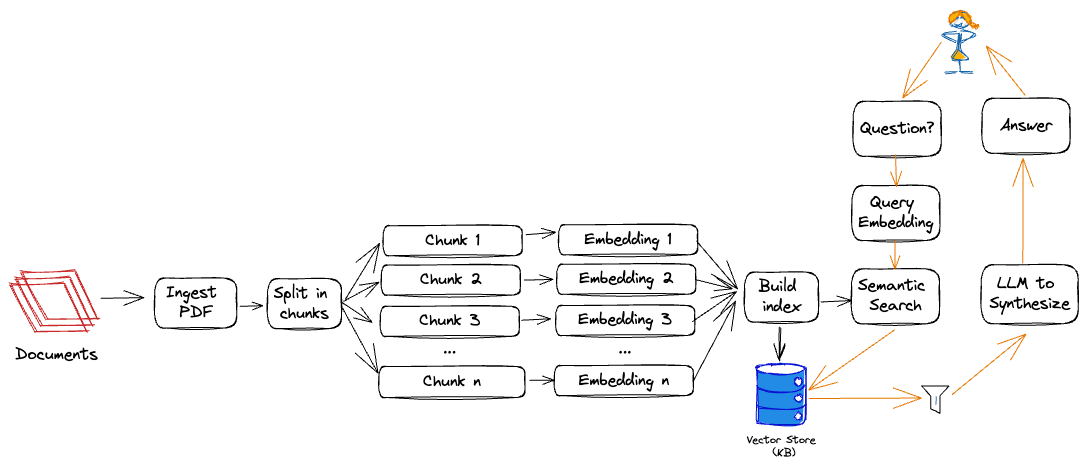 Documents
Ingest
PDF
Split in
chunks
Chunk 1
Chunk 2
Chunk 3
...
Chunk n
Embedding 1
Embedding 2
Embedding 3
...
Embedding n
Build
index
Vector Store
(KB)
Question?
Query
Embedding
Semantic
Search
LLM to
Synthesize
Answer